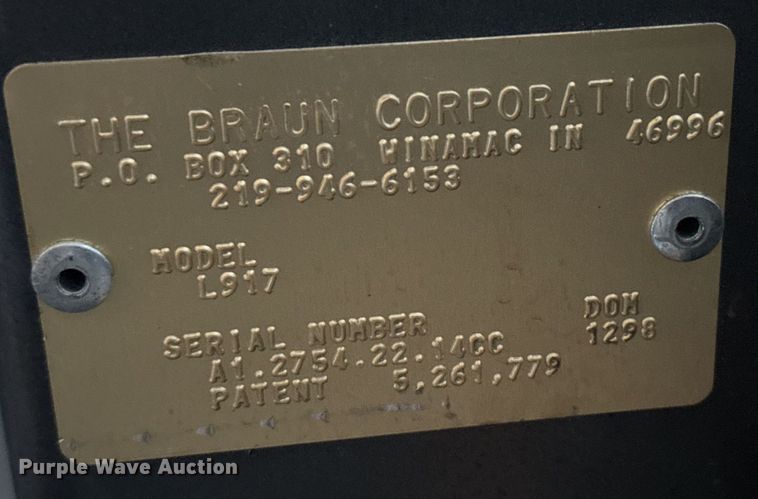 THE BRAUN CORPORATION
P.O. BOX 310 WINAMAC IN 46996
219-946-6153
MODEL
L917
SERIAL NUMBER DOM
A1.2754-22.14CC 1298
PATENT 5,261,779
Purple Wave Auction